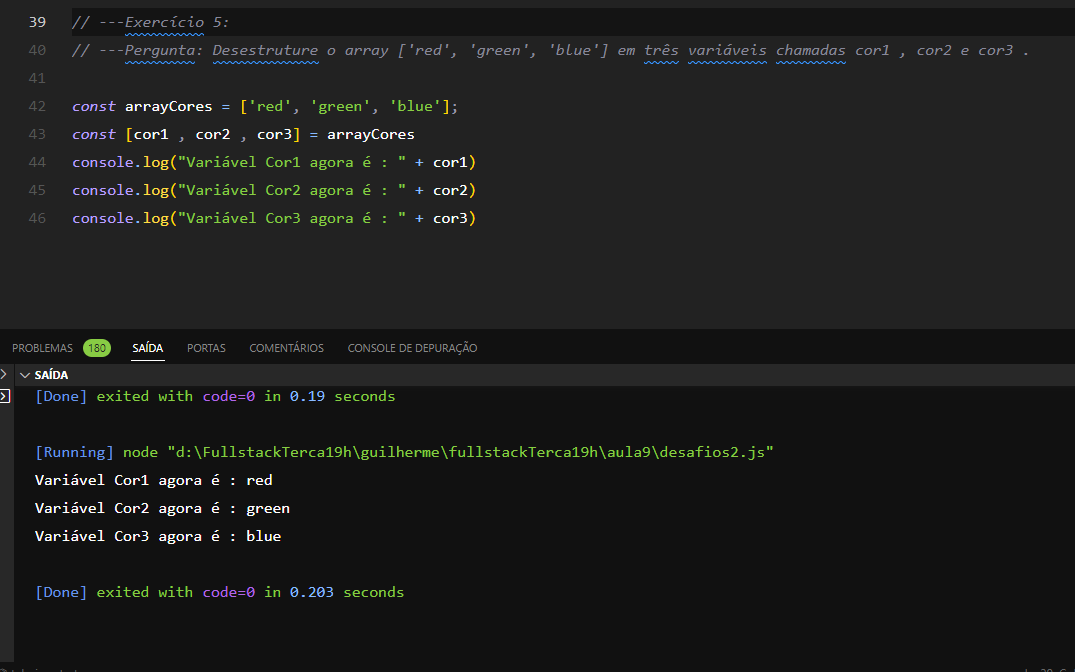 39 // ---Exercício 5:
40 // ---Pergunta: Desestruture o array ['red', 'green', 'blue'] em três variáveis chamadas cor1 , cor2 e cor3 .
41
42 const arrayCores = ['red', 'green', 'blue'];
43 const [cor1 , cor2 , cor3] = arrayCores
44 console.log("Variável Cor1 agora é : " + cor1)
45 console.log("Variável Cor2 agora é : " + cor2)
46 console.log("Variável Cor3 agora é : " + cor3)
PROBLEMAS 180 SAÍDA PORTAS COMENTÁRIOS CONSOLE DE DEPURAÇÃO
SAÍDA
[Done] exited with code=0 in 0.19 seconds
[Running] node "d:\FullstackTerca19h\guilherme\fullstackTerca19h\aula9\desafios2.js"
Variável Cor1 agora é : red
Variável Cor2 agora é : green
Variável Cor3 agora é : blue
[Done] exited with code=0 in 0.203 seconds